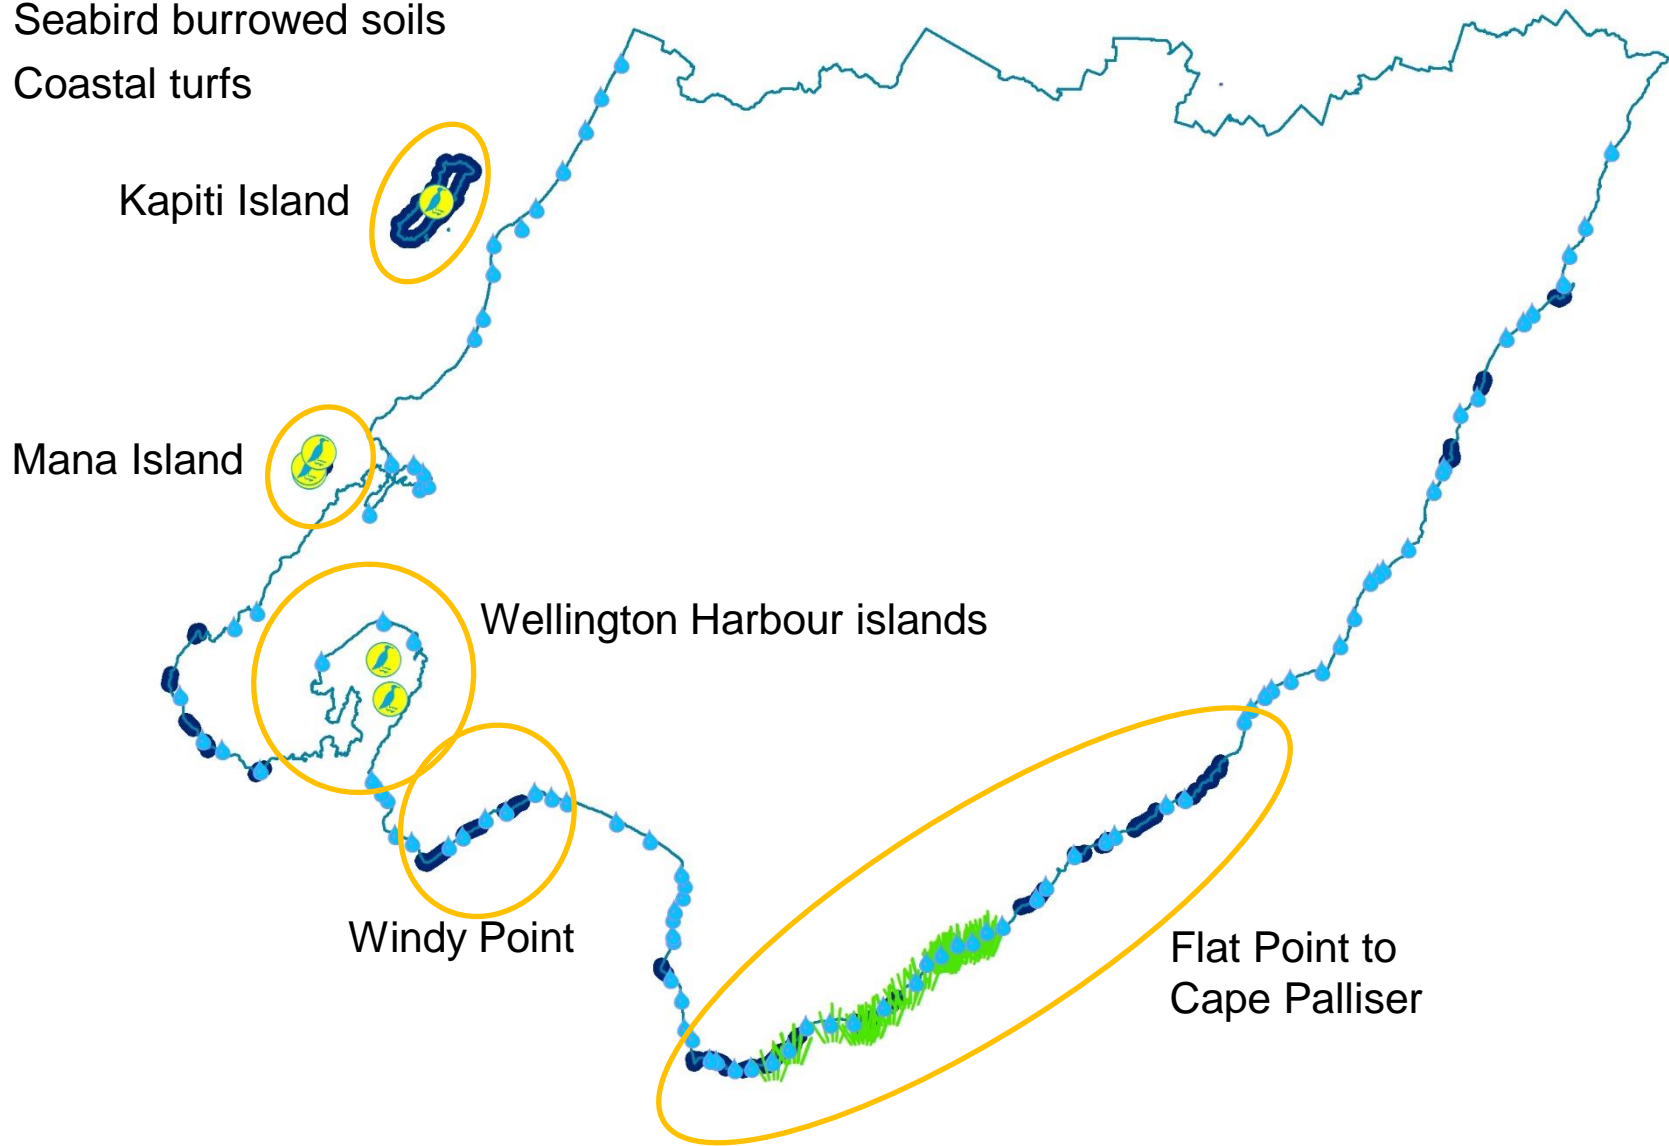 Seabird burrowed soils
Coastal turfs
Kapiti Island
Mana Island
Wellington Harbour islands
Windy Point
Flat Point to
Cape Palliser